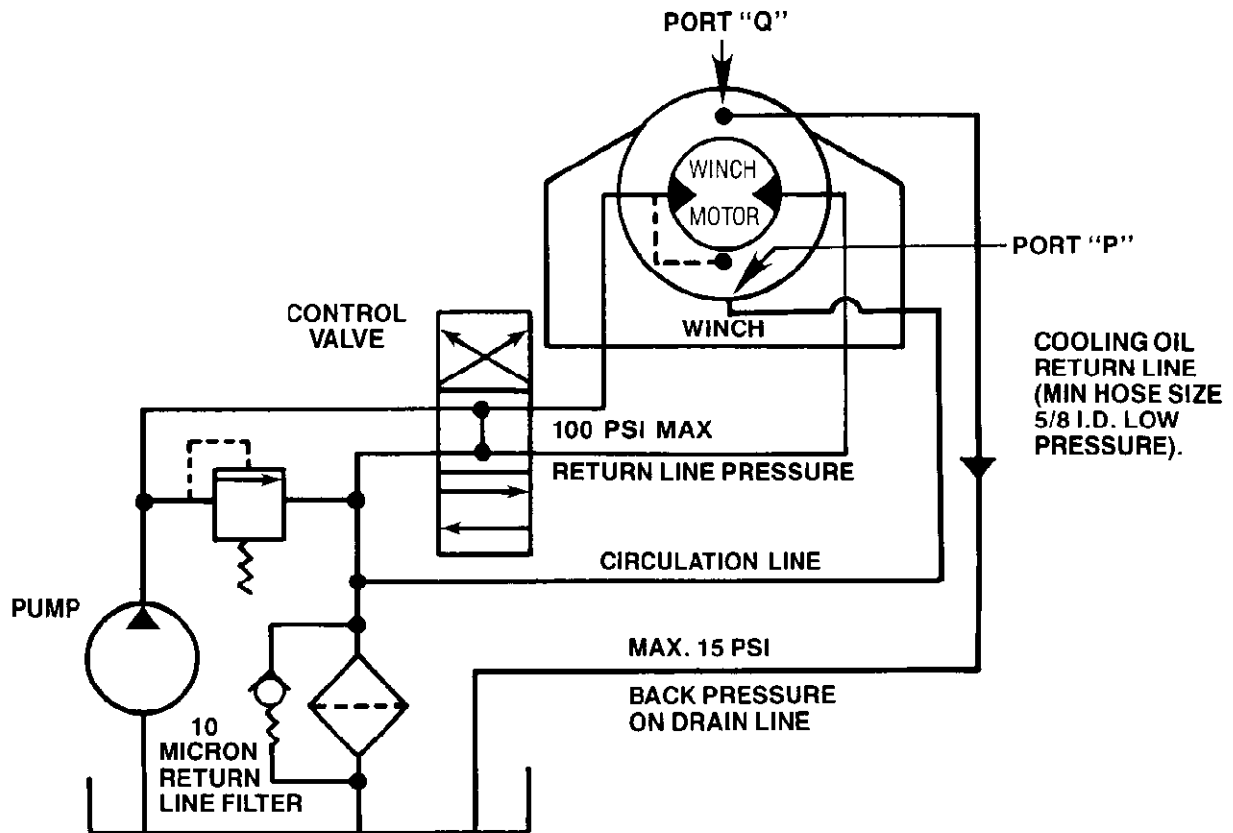 PORT “Q”
WINCH
MOTOR
PORT “P”
WINCH
CONTROL
VALVE
COOLING OIL
RETURN LINE
(MIN HOSE SIZE
5/8 I.D. LOW
PRESSURE).
100 PSI MAX
RETURN LINE PRESSURE
CIRCULATION LINE
PUMP
MAX. 15 PSI
BACK PRESSURE
ON DRAIN LINE
10
MICRON
RETURN
LINE FILTER